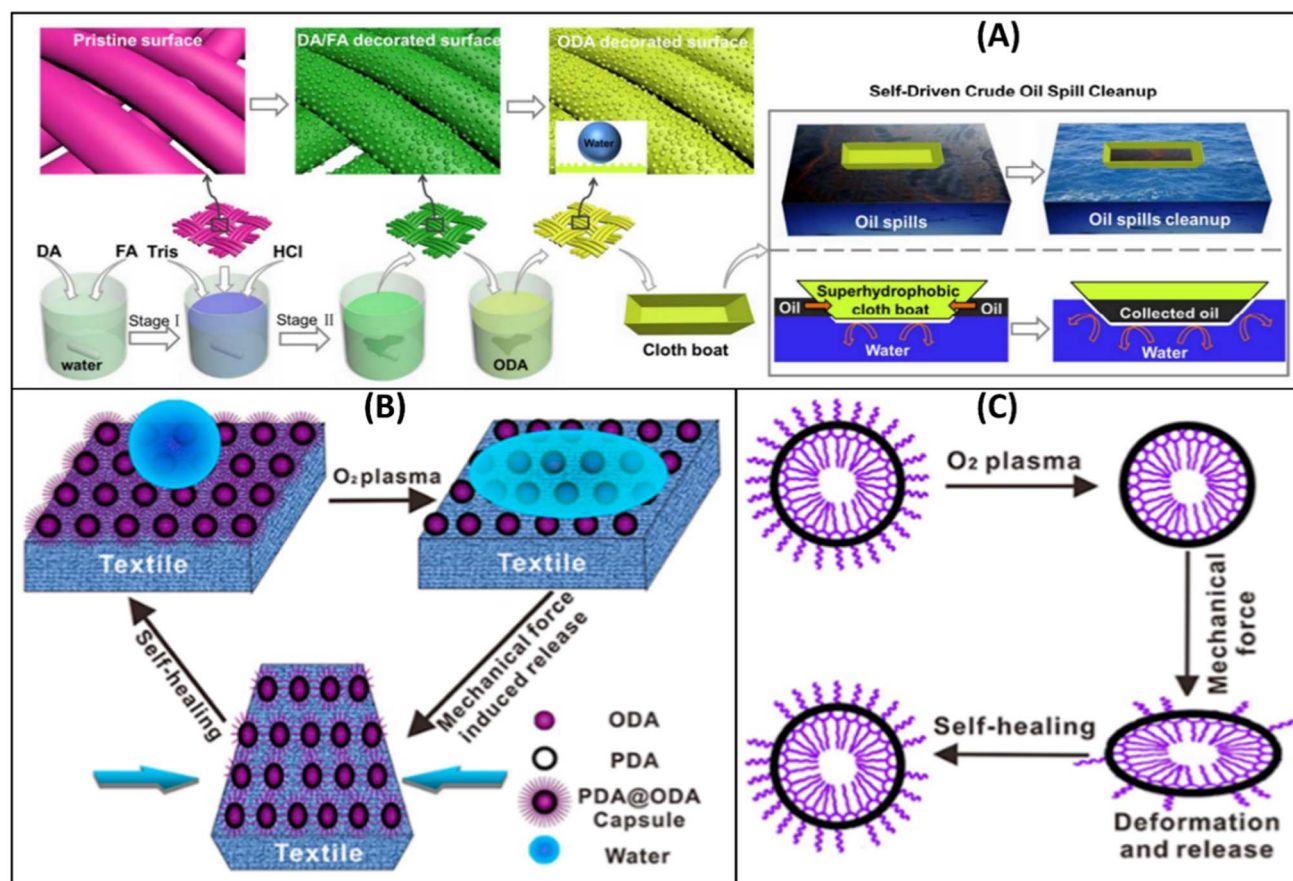 (A)
Pristine surface
DA/FA decorated surface
ODA decorated surface
Water
Self-Driven Crude Oil Spill Cleanup
Oil spills
Oil spills cleanup
DA
FA
Tris
HCl
Stage I
Stage II
water
ODA
Cloth boat
Oil
Superhydrophobic
cloth boat
Oil
Water
Collected oil
Water
(B)
O₂ plasma
Textile
Textile
Self-healing
Mechanical force
induced release
Textile
ODA
PDA
PDA@ODA
Capsule
Water
(C)
O₂ plasma
Mechanical
force
Self-healing
Deformation
and release